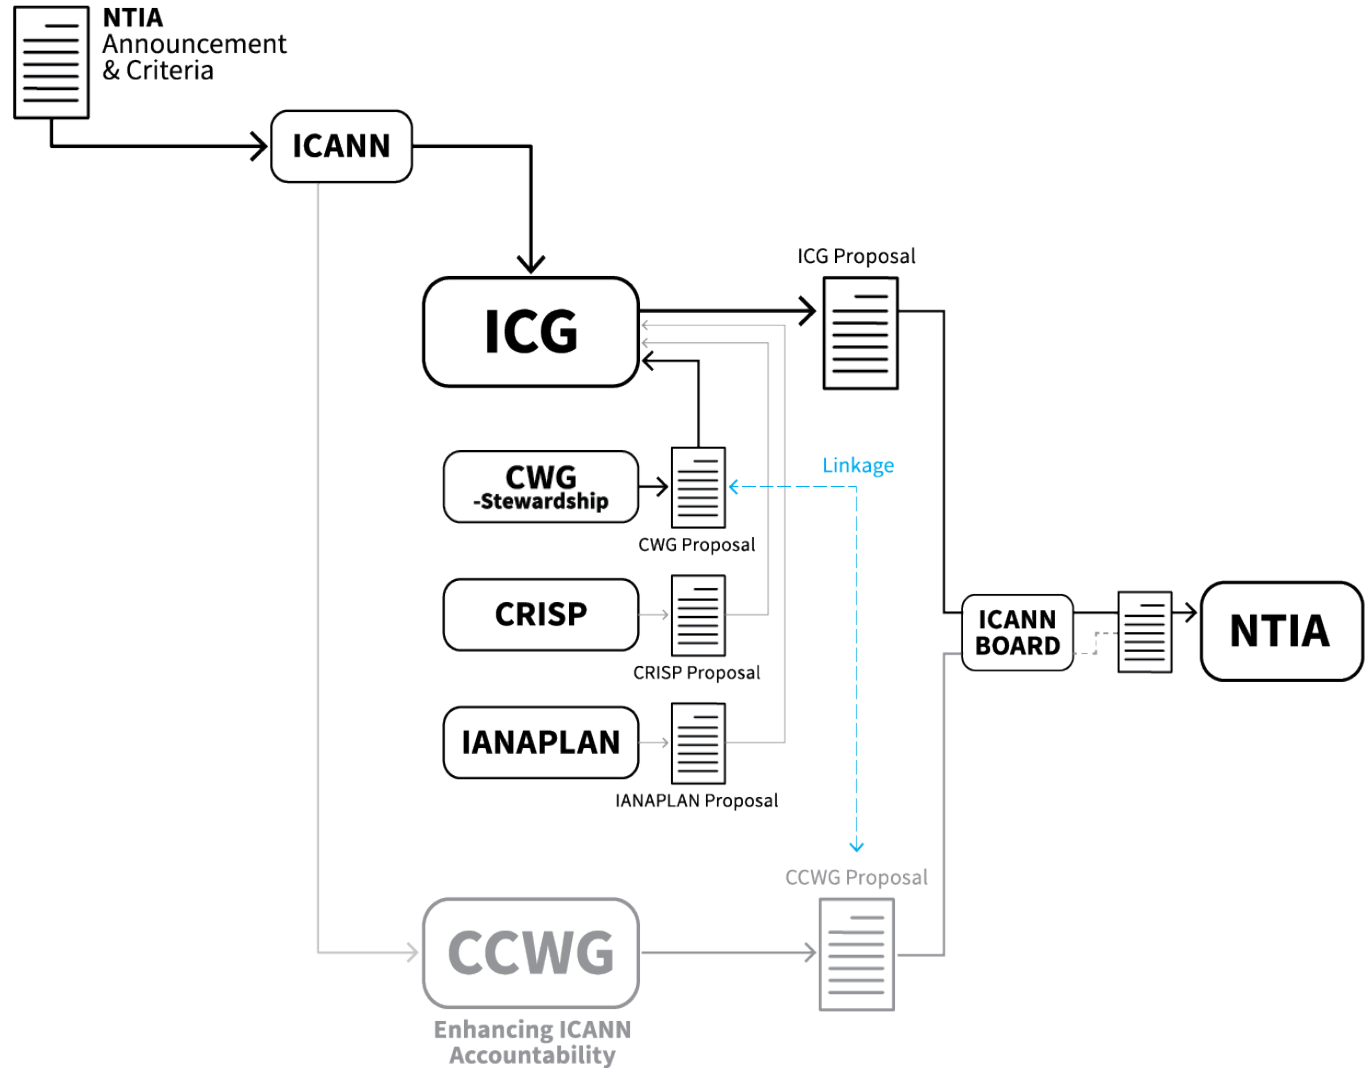 NTIA
Announcement
& Criteria
ICANN
ICG Proposal
ICG
Linkage
CWG
-Stewardship
CWG Proposal
CRISP
CRISP Proposal
ICANN
BOARD
NTIA
IANAPLAN
IANAPLAN Proposal
CCWG Proposal
CCWG
Enhancing ICANN
Accountability